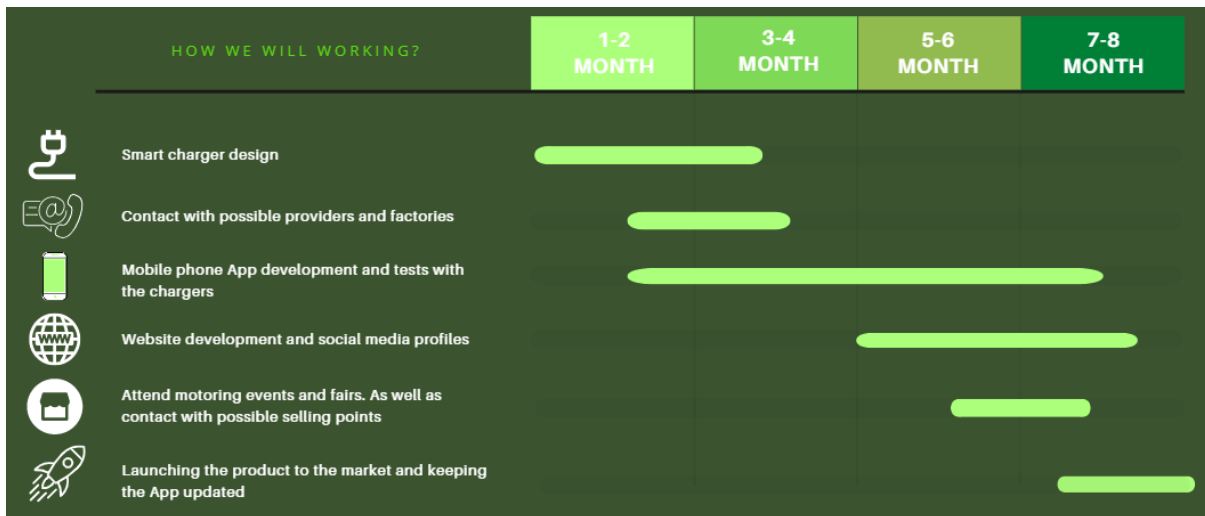 HOW WE WILL WORKING?
1-2
MONTH
3-4
MONTH
5-6
MONTH
7-8
MONTH
Smart charger design
@
Contact with possible providers and factories
Mobile phone App development and tests with
the chargers
WWW
Website development and social media profiles
Attend motoring events and fairs. As well as
contact with possible selling points
Launching the product to the market and keeping
the App updated